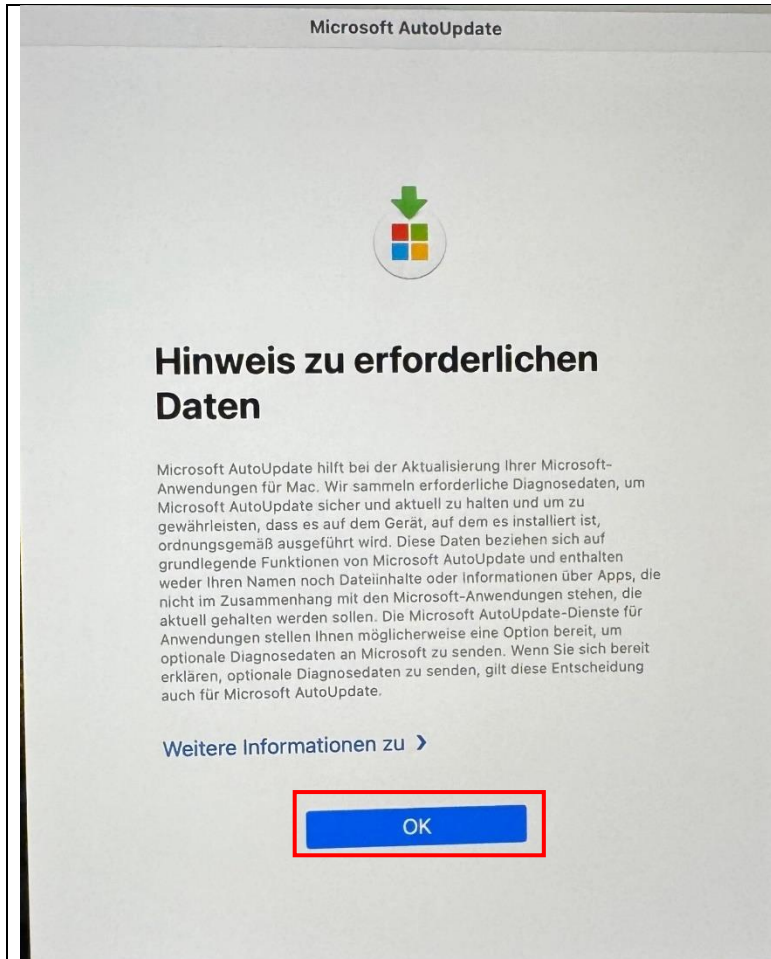 Microsoft AutoUpdate
Hinweis zu erforderlichen
Daten
Microsoft AutoUpdate hilft bei der Aktualisierung Ihrer Microsoft-
Anwendungen für Mac. Wir sammeln erforderliche Diagnosedaten, um
Microsoft AutoUpdate sicher und aktuell zu halten und um zu
gewährleisten, dass es auf dem Gerät, auf dem es installiert ist,
ordnungsgemäß ausgeführt wird. Diese Daten beziehen sich auf
grundlegende Funktionen von Microsoft AutoUpdate und enthalten
weder Ihren Namen noch Dateiinhalte oder Informationen über Apps, die
nicht im Zusammenhang mit den Microsoft-Anwendungen stehen, die
aktuell gehalten werden sollen. Die Microsoft AutoUpdate-Dienste für
Anwendungen stellen Ihnen möglicherweise eine Option bereit, um
optionale Diagnosedaten an Microsoft zu senden. Wenn Sie sich bereit
erklären, optionale Diagnosedaten zu senden, gilt diese Entscheidung
auch für Microsoft AutoUpdate.
Weitere Informationen zu
OK